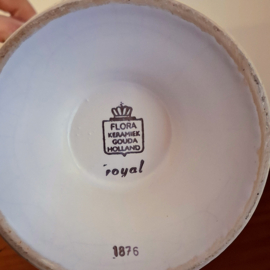 FLORA
KERAMIEK
GOUDA
HOLLAND
royal
1876